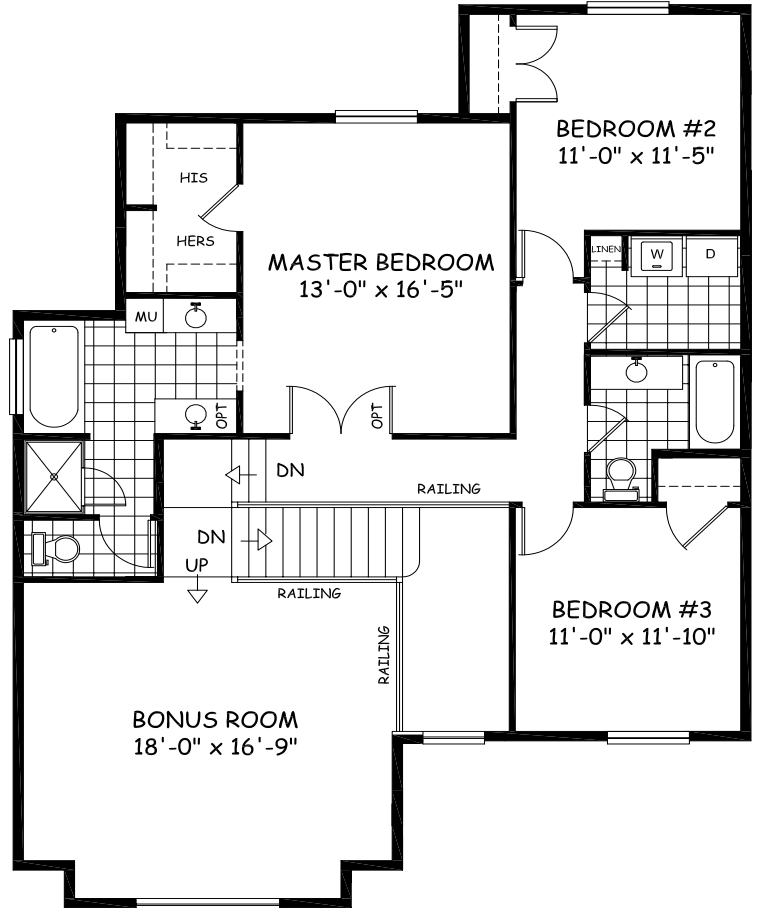 BEDROOM #2
11'-0" x 11'-5"
HIS
HERS
LINEN
W
D
MASTER BEDROOM
13'-0" x 16'-5"
MU
OPT
OPT
DN
RAILING
DN
UP
RAILING
BEDROOM #3
11'-0" x 11'-10"
RAILING
BONUS ROOM
18'-0" x 16'-9"